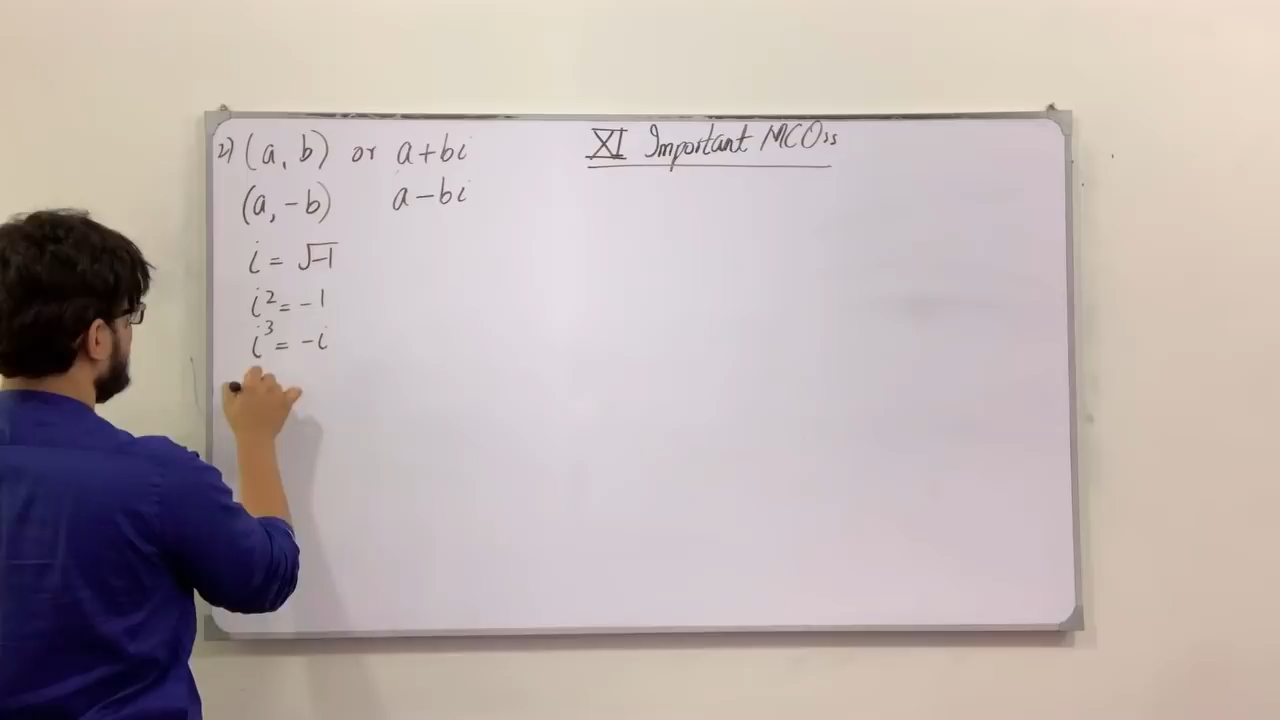 XI Important MCQs
2) (a, b) or a+bi
(a, -b) a-bi
i = √-1
i² = -1
i³ = -i